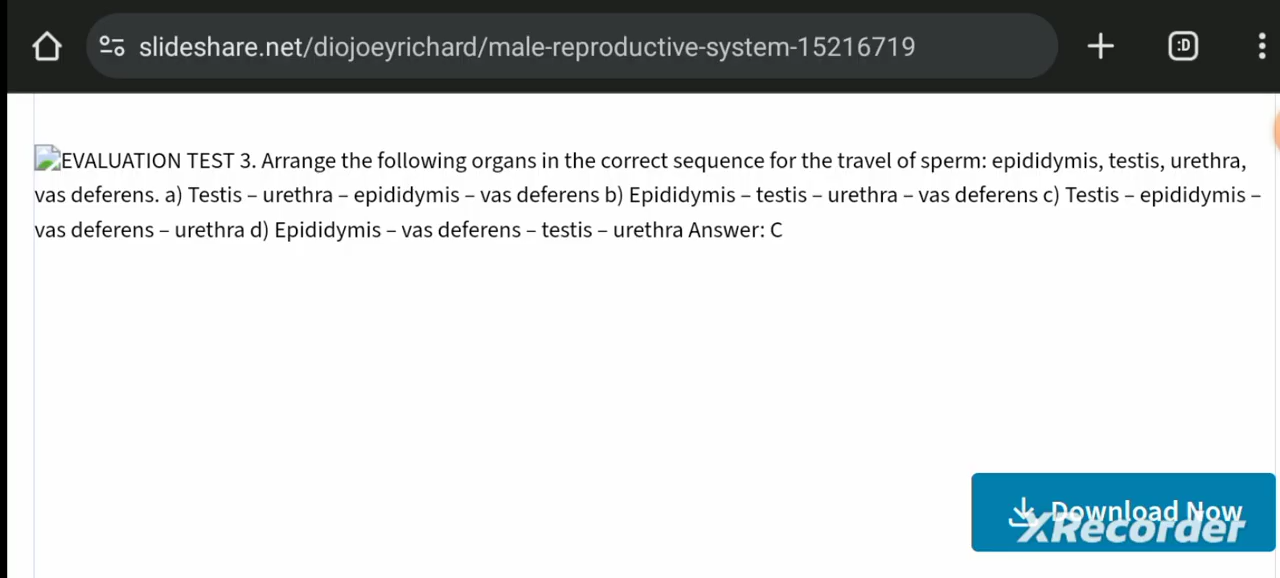 slideshare.net/diojoeyrichard/male-reproductive-system-15216719
:D
EVALUATION TEST 3. Arrange the following organs in the correct sequence for the travel of sperm: epididymis, testis, urethra,
vas deferens. a) Testis – urethra – epididymis – vas deferens b) Epididymis – testis – urethra – vas deferens c) Testis – epididymis –
vas deferens – urethra d) Epididymis – vas deferens – testis – urethra Answer: C
Download Now
XRecorder